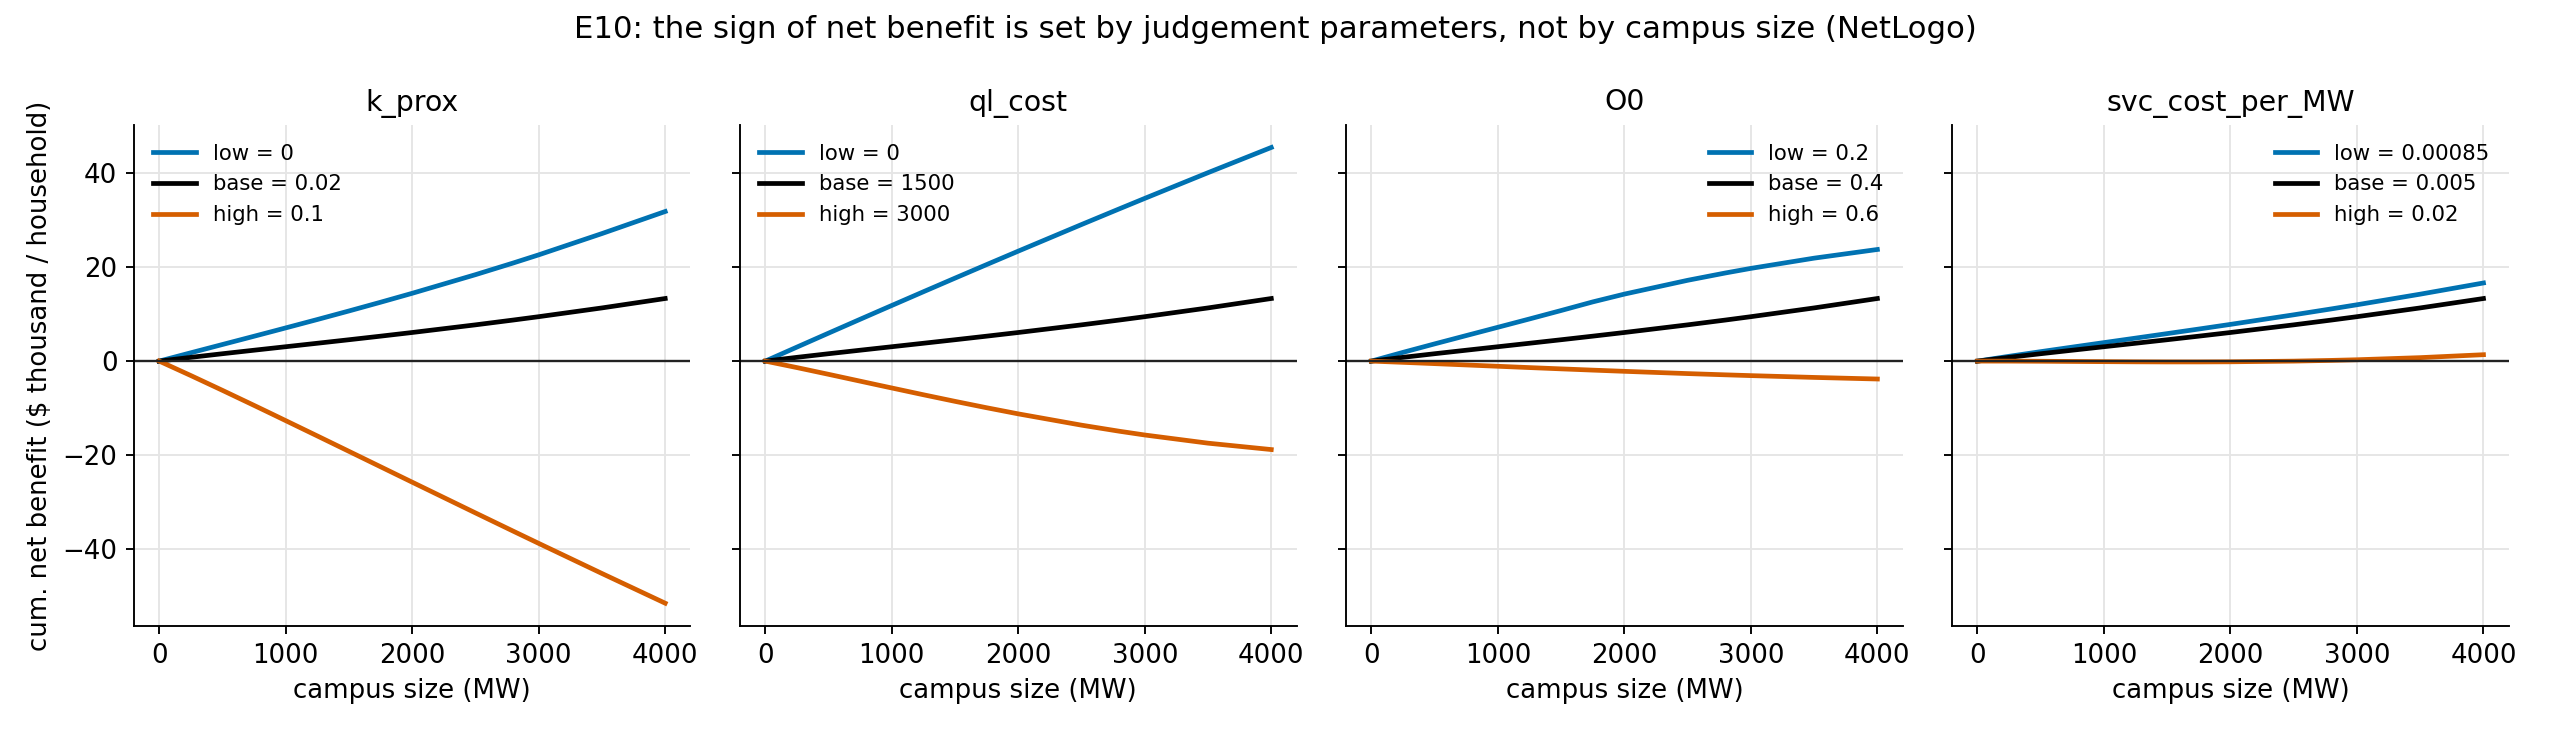 E10: the sign of net benefit is set by judgement parameters, not by campus size (NetLogo)
cum. net benefit ($ thousand / household)
k_prox
low = 0
base = 0.02
high = 0.1
40
20
0
−20
−40
0 1000 2000 3000 4000
campus size (MW)
ql_cost
low = 0
base = 1500
high = 3000
0 1000 2000 3000 4000
campus size (MW)
O0
low = 0.2
base = 0.4
high = 0.6
0 1000 2000 3000 4000
campus size (MW)
svc_cost_per_MW
low = 0.00085
base = 0.005
high = 0.02
0 1000 2000 3000 4000
campus size (MW)